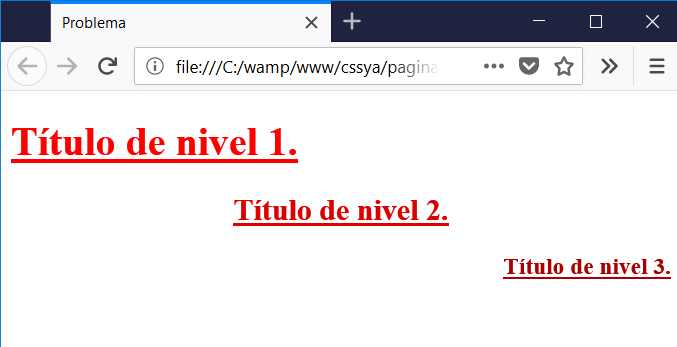 Problema
file:///C:/wamp/www/cssya/pagina
Título de nivel 1.
Título de nivel 2.
Título de nivel 3.